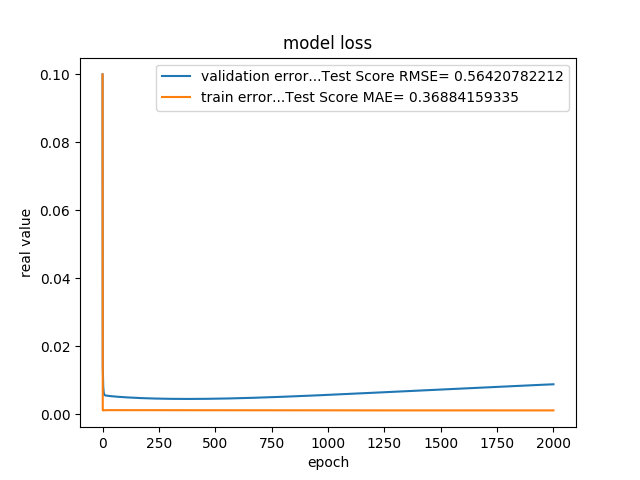 model loss
validation error...Test Score RMSE= 0.56420782212
train error...Test Score MAE= 0.36884159335
0.10
0.08
0.06
0.04
0.02
0.00
real value
0 250 500 750 1000 1250 1500 1750 2000
epoch